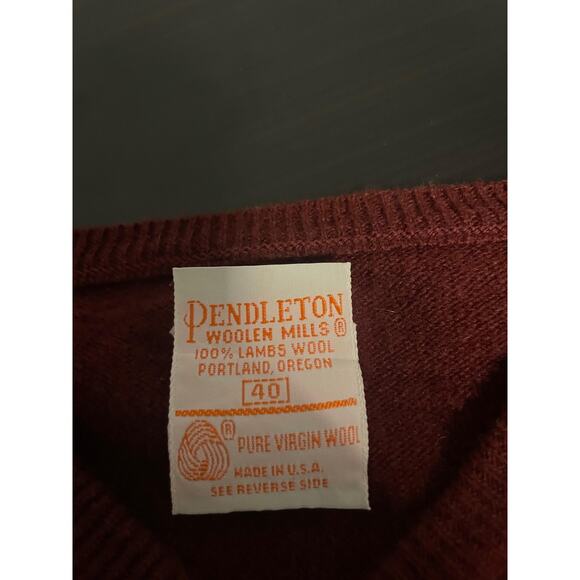 PENDLETON
WOOLEN MILLS ®
100% LAMBS WOOL
PORTLAND, OREGON
40
® PURE VIRGIN WOOL
MADE IN U.S.A.
SEE REVERSE SIDE